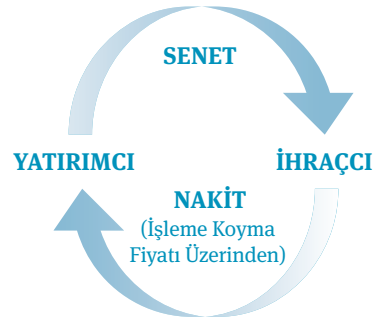 SENET
YATIRIMCI
İHRAÇCI
NAKİT
(İşleme Koyma
Fiyatı Üzerinden)